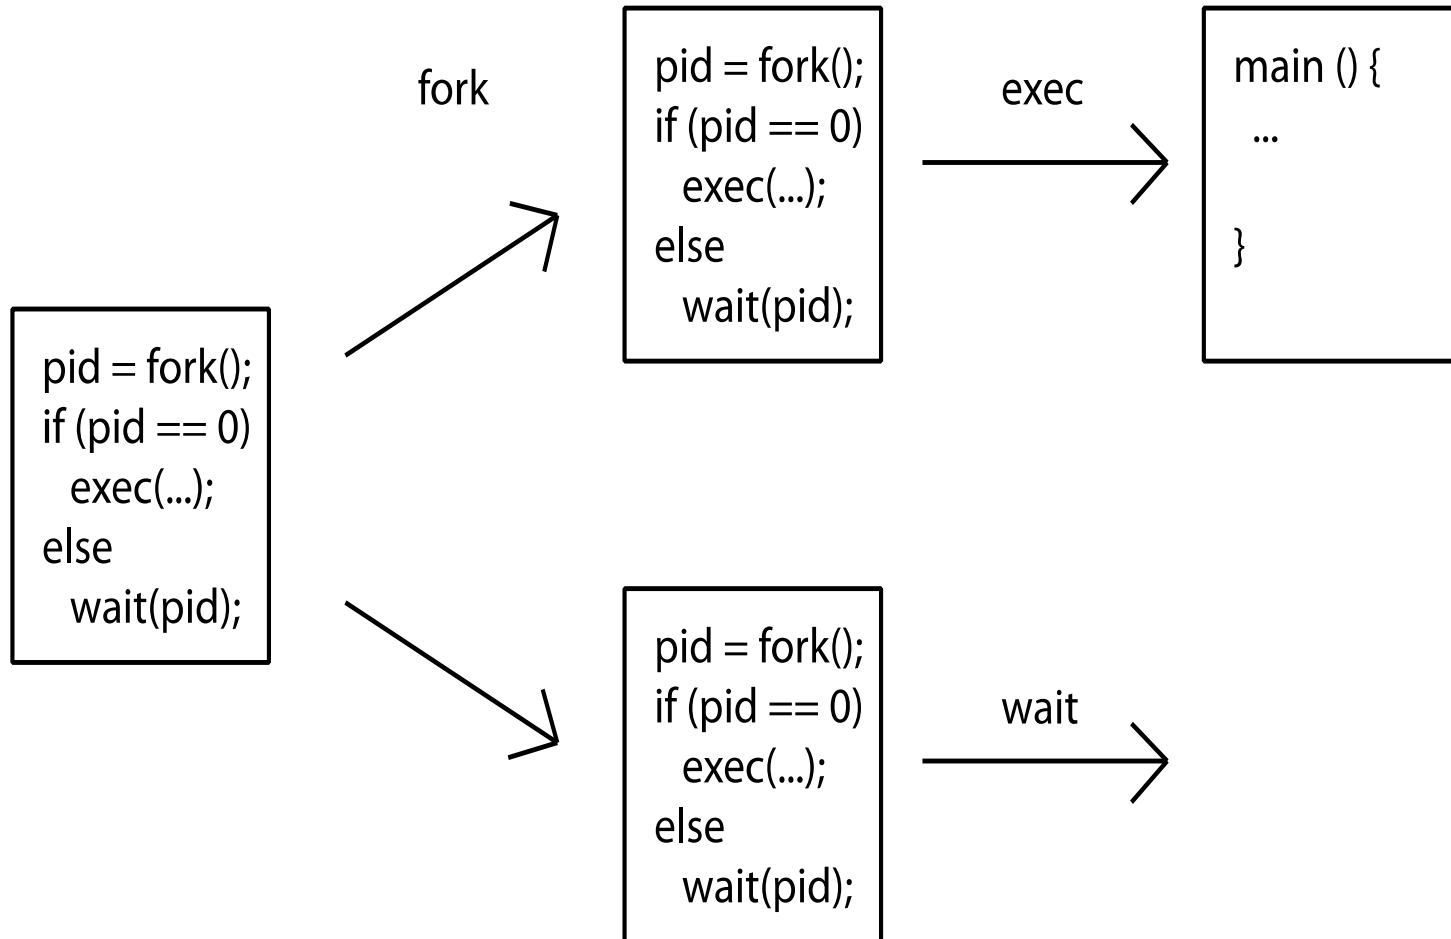 fork
pid = fork();
if (pid == 0)
exec(...);
else
wait(pid);
exec
main () {
...
}
pid = fork();
if (pid == 0)
exec(...);
else
wait(pid);
pid = fork();
if (pid == 0)
exec(...);
else
wait(pid);
wait